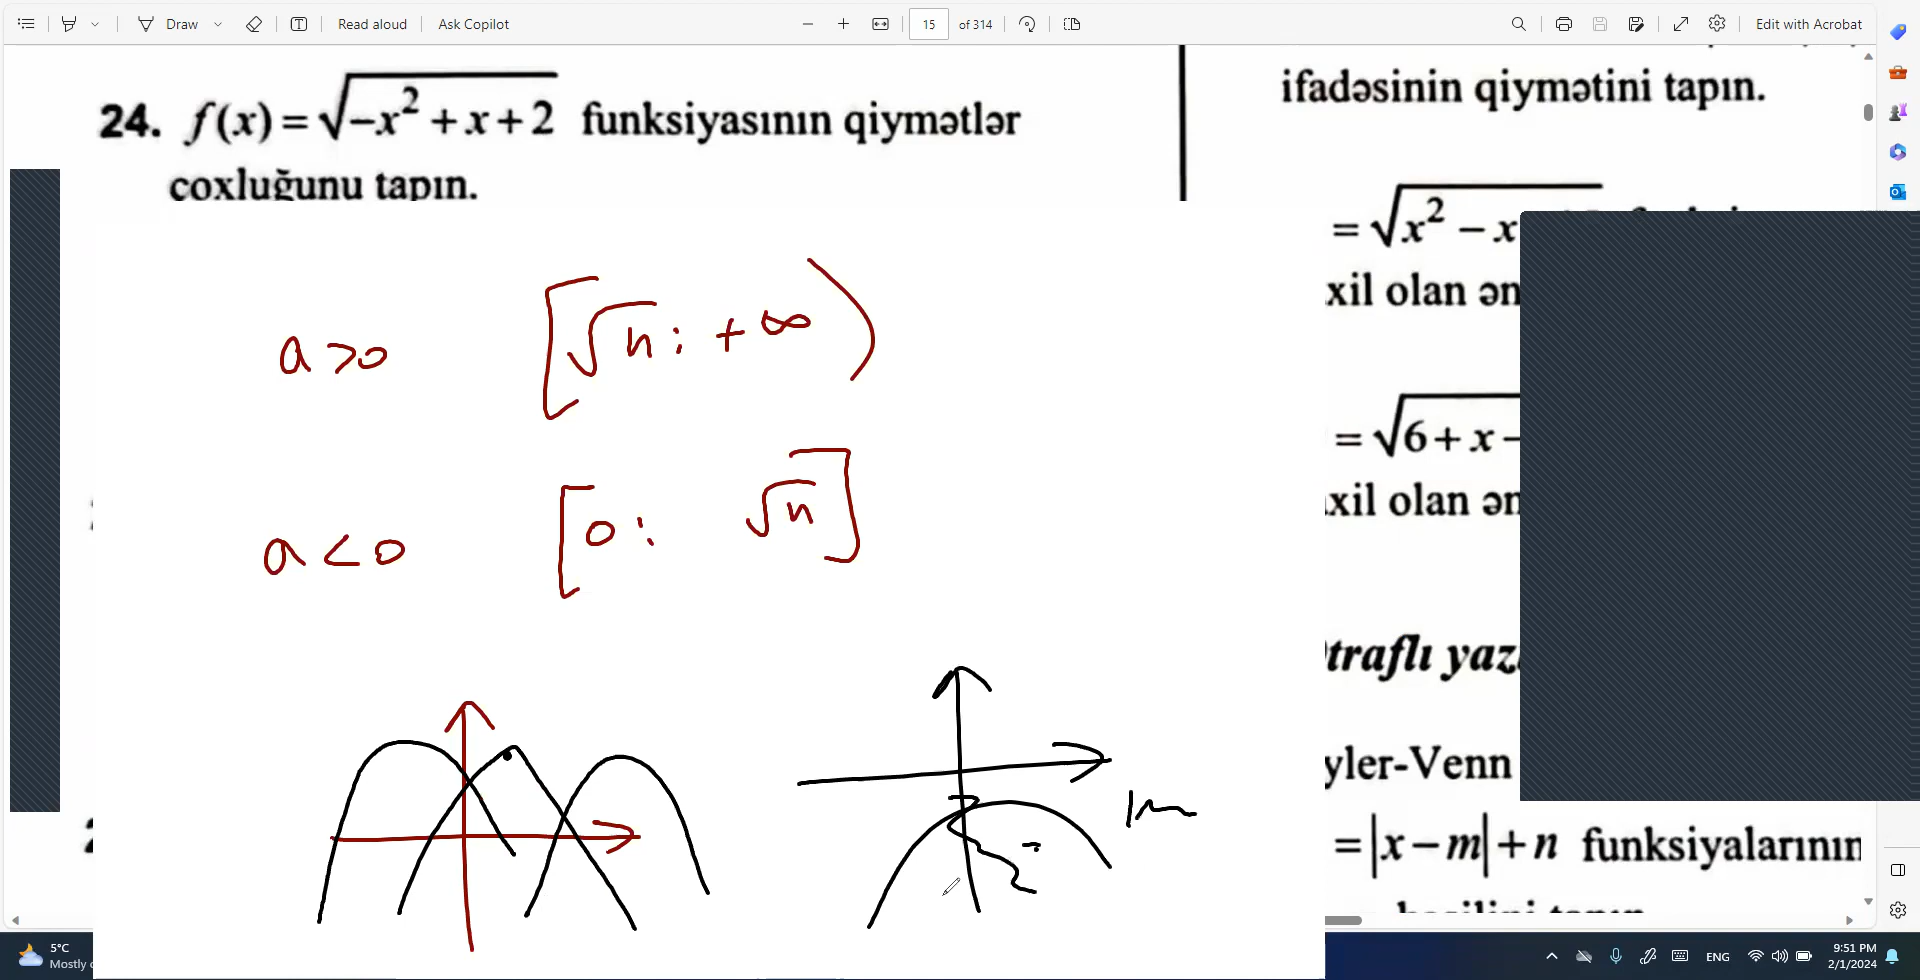 Draw
Read aloud
Ask Copilot
15
of 314
Edit with Acrobat
24. f(x) = √−x² + x + 2 funksiyasının qiymətlər
çoxluğunu tapın.
a > 0 [√n ; + ∞)
a < 0 [0 ; √n]
ifadəsinin qiymətini tapın.
= √x² − x
xil olan ən
= √6 + x −
xil olan ən
traflı yaz
yler-Venn
= |x − m| + n funksiyalarının
5°C
Mostly
ENG
9:51 PM
2/1/2024